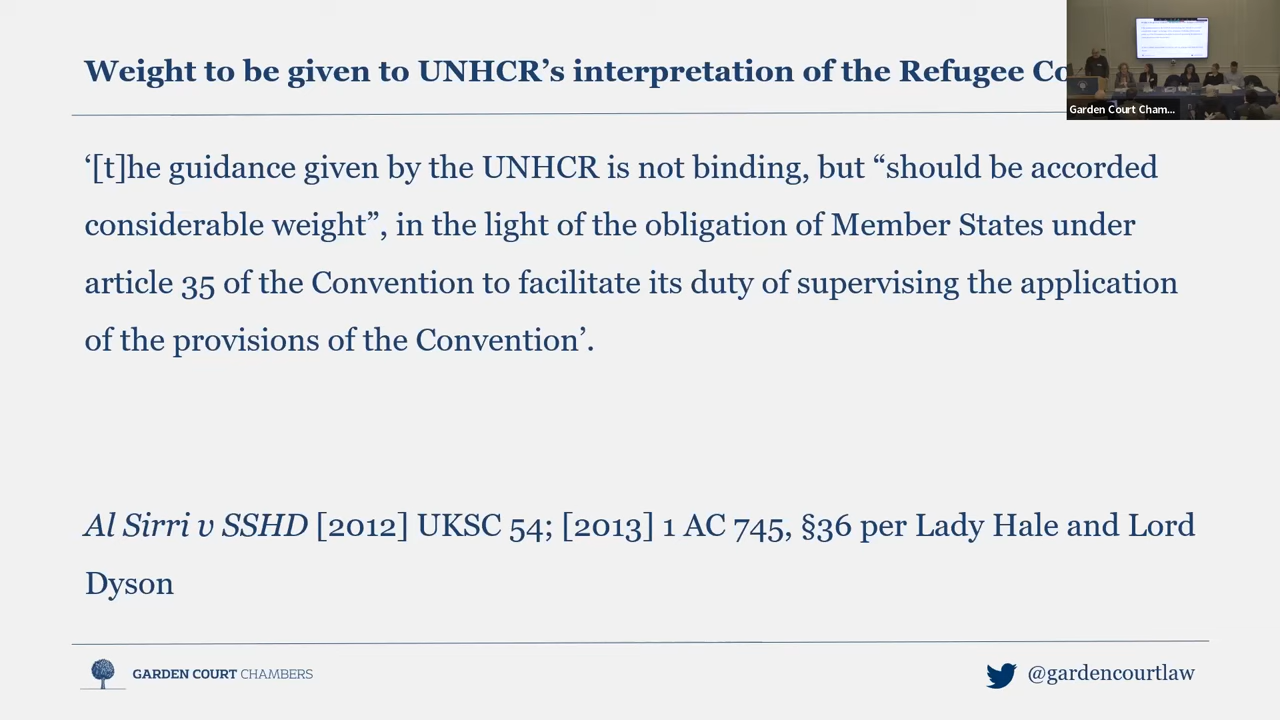 Weight to be given to UNHCR’s interpretation of the Refugee Co
Garden Court Cham...
‘[t]he guidance given by the UNHCR is not binding, but “should be accorded
considerable weight”, in the light of the obligation of Member States under
article 35 of the Convention to facilitate its duty of supervising the application
of the provisions of the Convention’.
Al Sirri v SSHD [2012] UKSC 54; [2013] 1 AC 745, §36 per Lady Hale and Lord
Dyson
GARDEN COURT CHAMBERS
@gardencourtlaw